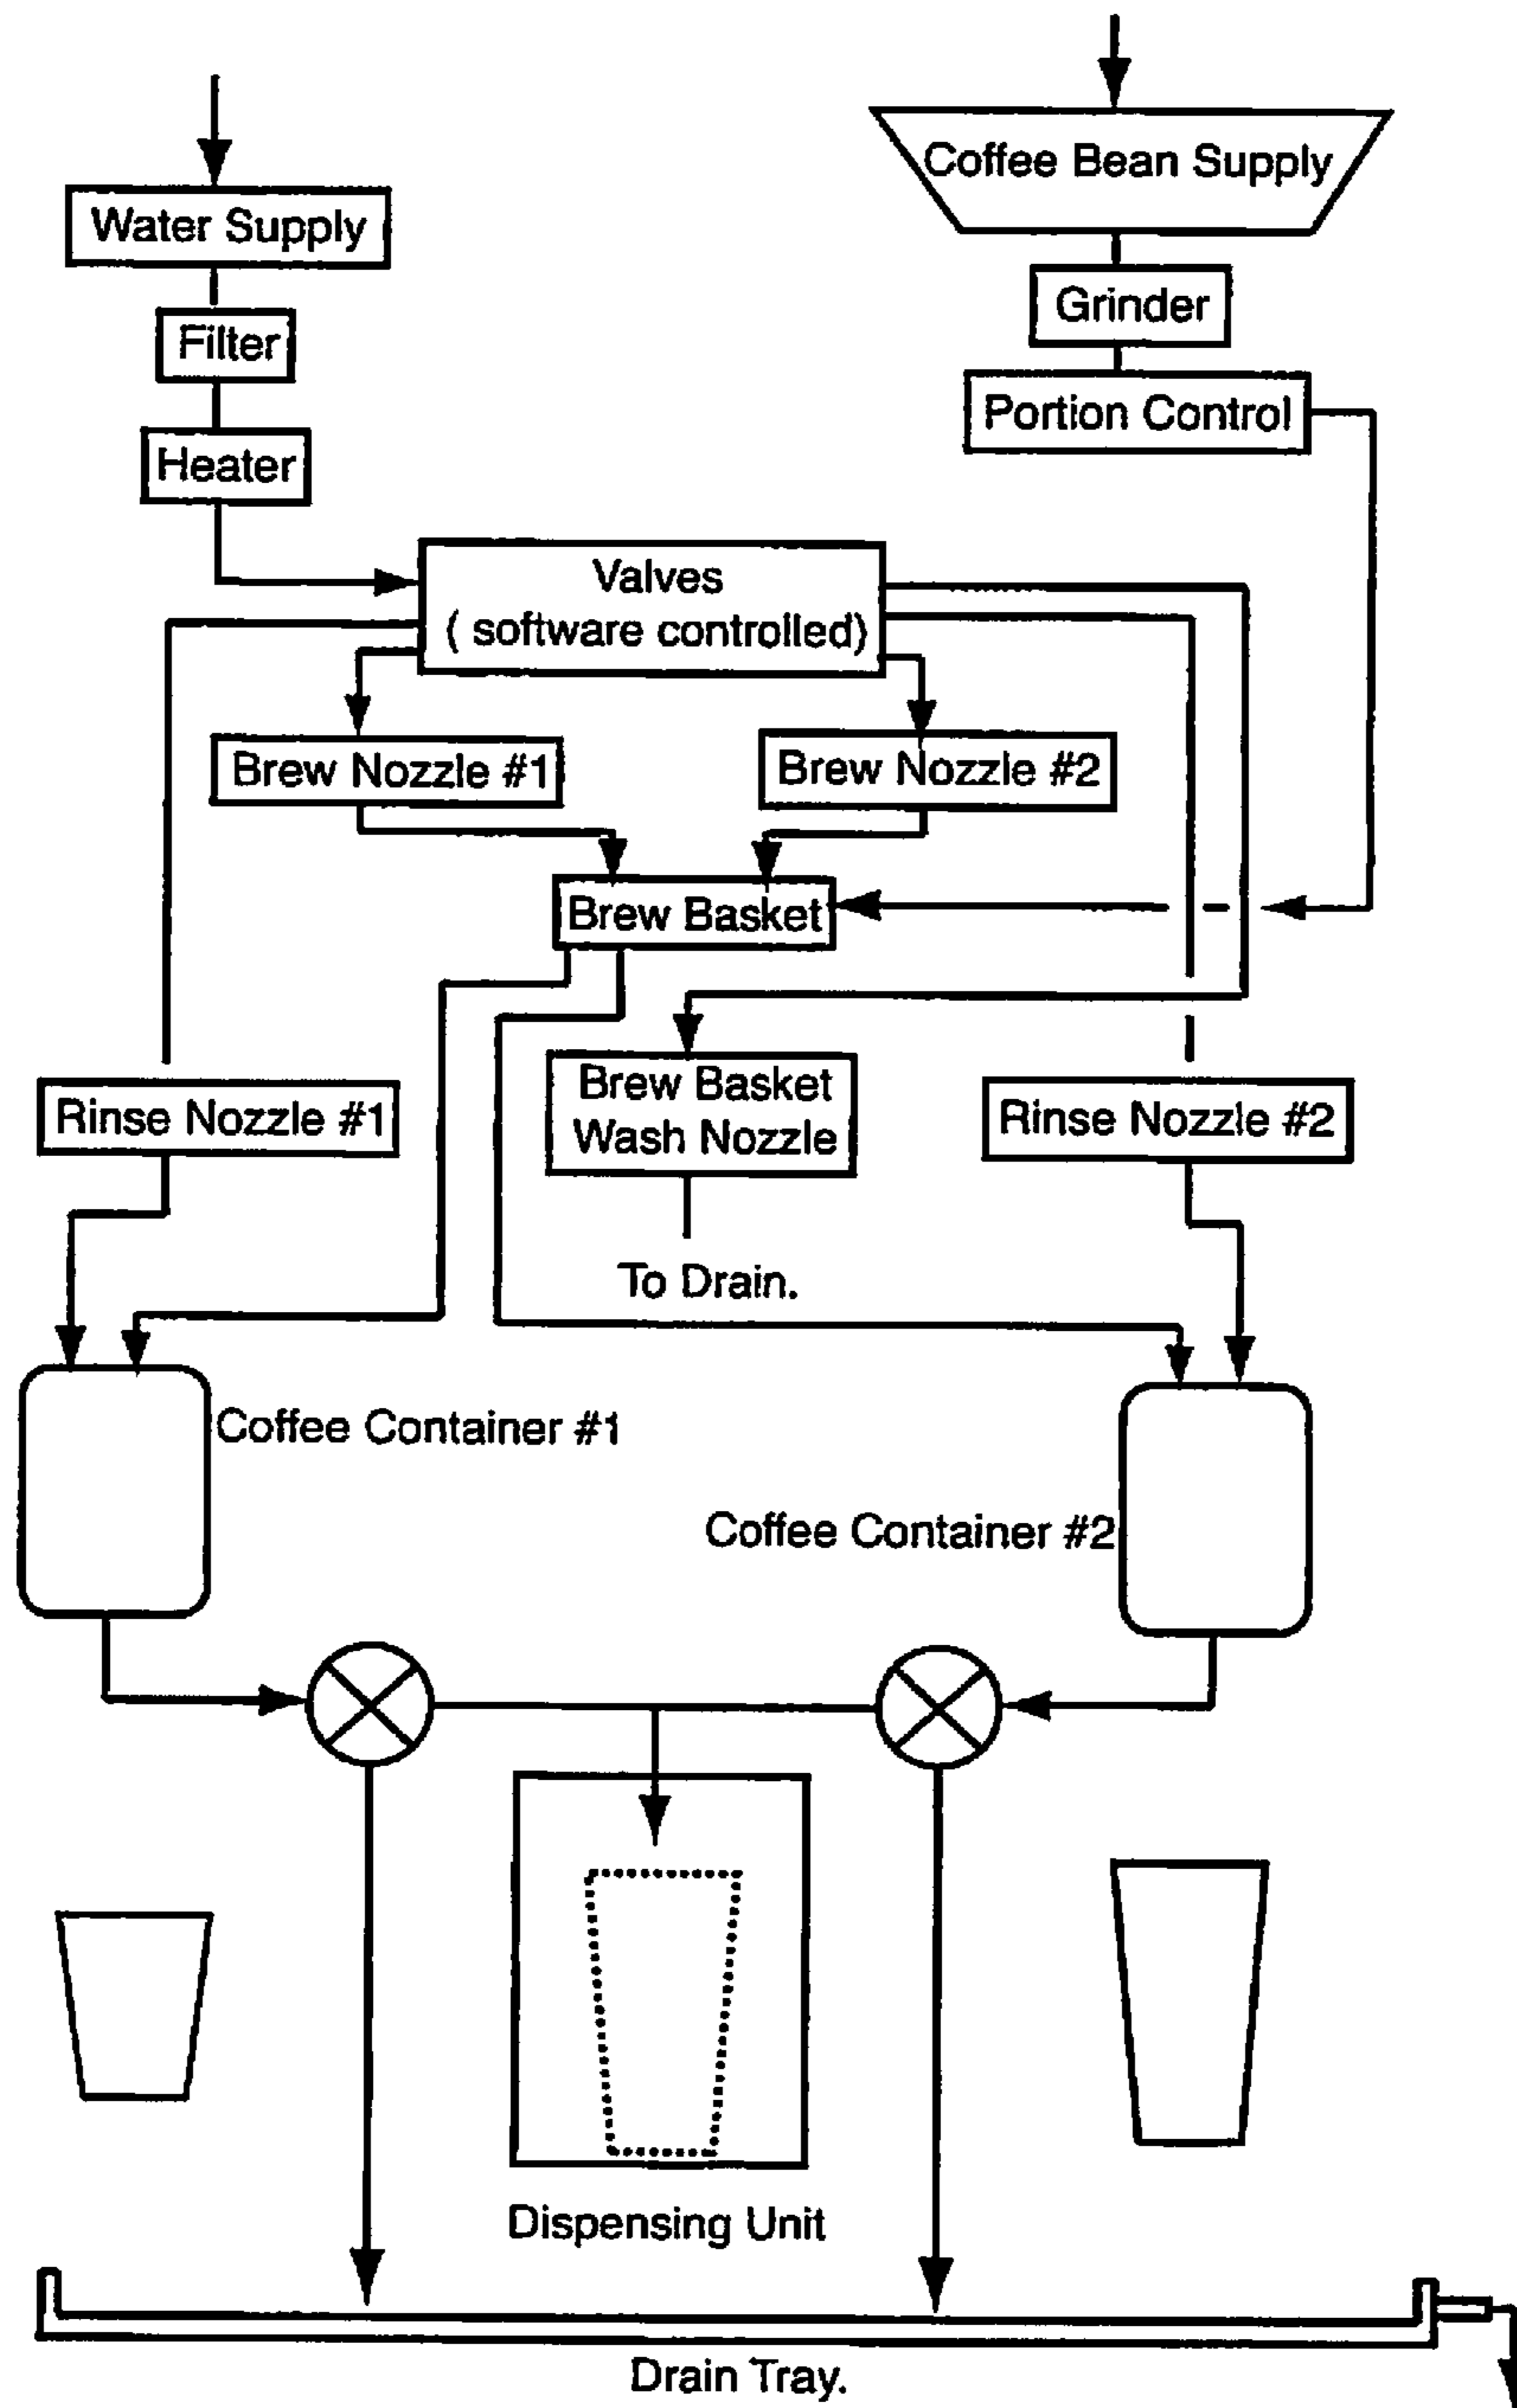 Coffee Bean Supply
Water Supply
Grinder
Filter
Portion Control
Heater
Valves
( software controlled)
Brew Nozzle #1
Brew Nozzle #2
Brew Basket
Brew Basket
Wash Nozzle
Rinse Nozzle #1
Rinse Nozzle #2
To Drain.
Coffee Container #1
Coffee Container #2
Dispensing Unit
Drain Tray.